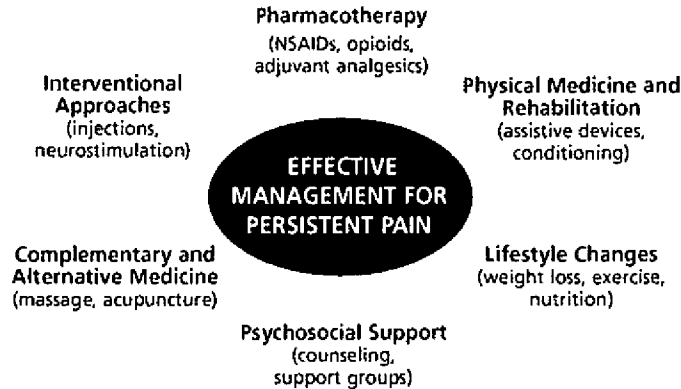 Pharmacotherapy
(NSAIDs, opioids,
adjuvant analgesics)
Interventional
Approaches
(injections,
neurostimulation)
Physical Medicine and
Rehabilitation
(assistive devices,
conditioning)
EFFECTIVE
MANAGEMENT FOR
PERSISTENT PAIN
Complementary and
Alternative Medicine
(massage, acupuncture)
Lifestyle Changes
(weight loss, exercise,
nutrition)
Psychosocial Support
(counseling,
support groups)